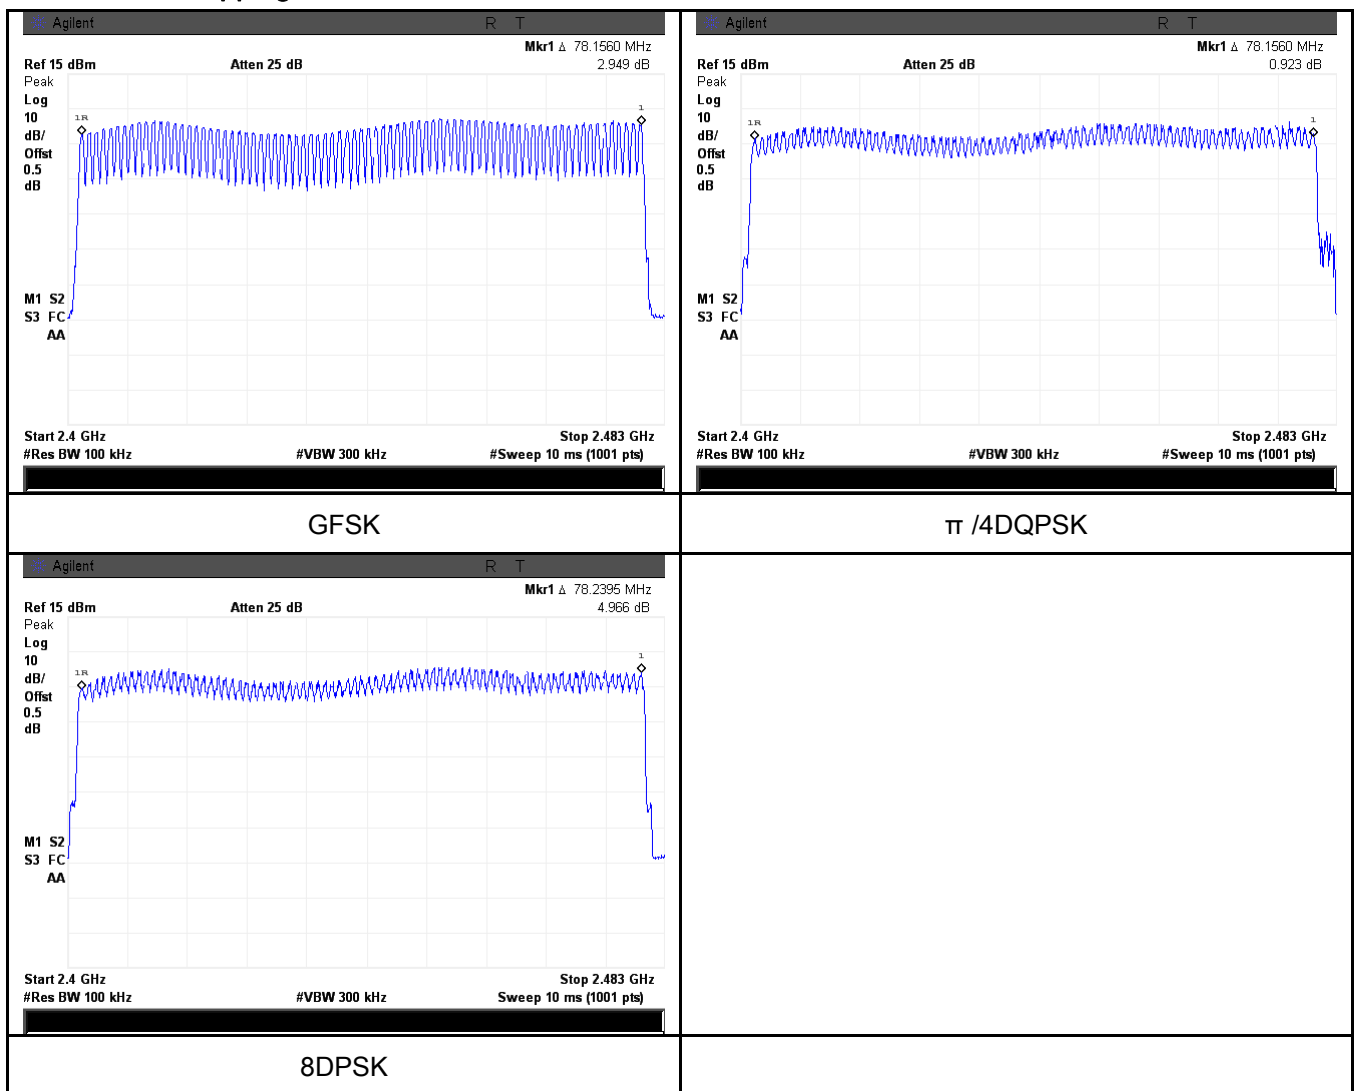 Agilent R T
Mkr1 Δ 78.1560 MHz
Ref 15 dBm Atten 25 dB 2.949 dB
Peak
Log
10
dB/
Offst
0.5
dB
1R
1
M1 S2
S3 FC
AA
Start 2.4 GHz Stop 2.483 GHz
#Res BW 100 kHz #VBW 300 kHz #Sweep 10 ms (1001 pts)
GFSK
Agilent R T
Mkr1 Δ 78.1560 MHz
Ref 15 dBm Atten 25 dB 0.923 dB
Peak
Log
10
dB/
Offst
0.5
dB
1R
1
M1 S2
S3 FC
AA
Start 2.4 GHz Stop 2.483 GHz
#Res BW 100 kHz #VBW 300 kHz #Sweep 10 ms (1001 pts)
π /4DQPSK
Agilent R T
Mkr1 Δ 78.2395 MHz
Ref 15 dBm Atten 25 dB 4.966 dB
Peak
Log
10
dB/
Offst
0.5
dB
1R
1
M1 S2
S3 FC
AA
Start 2.4 GHz Stop 2.483 GHz
#Res BW 100 kHz #VBW 300 kHz Sweep 10 ms (1001 pts)
8DPSK